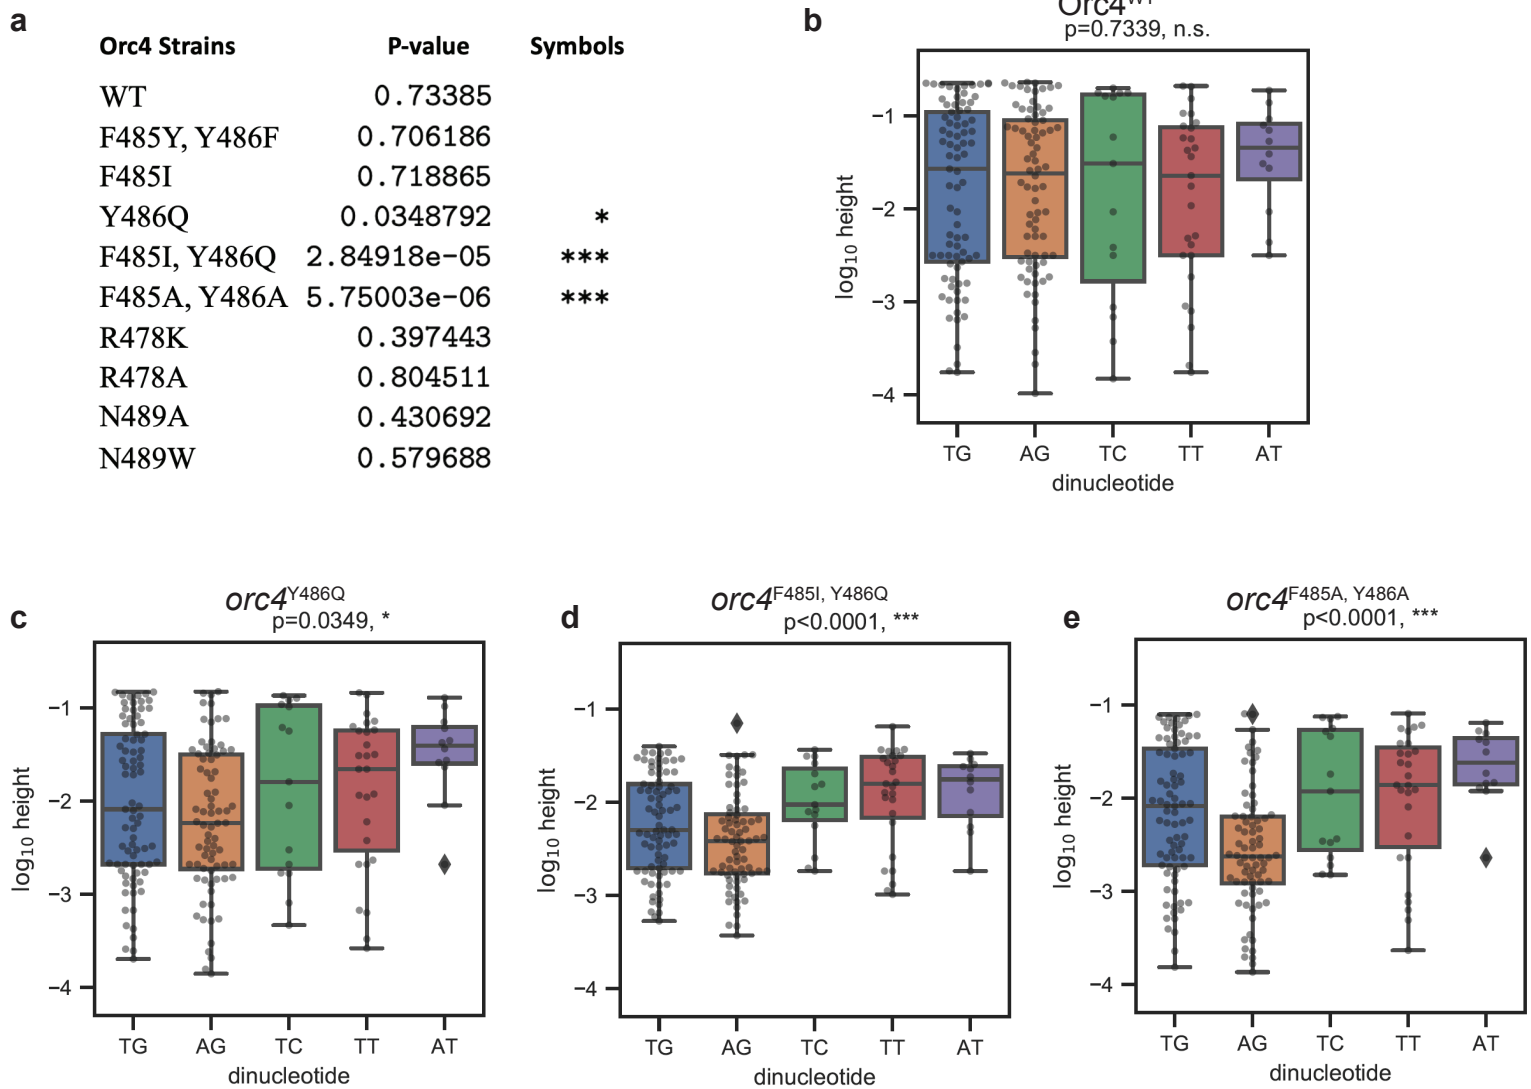 a
Orc4 Strains P-value Symbols
WT 0.73385
F485Y, Y486F 0.706186
F485I 0.718865
Y486Q 0.0348792 *
F485I, Y486Q 2.84918e-05 ***
F485A, Y486A 5.75003e-06 ***
R478K 0.397443
R478A 0.804511
N489A 0.430692
N489W 0.579688
b
Orc4WT
p=0.7339, n.s.
log10 height
−1
−2
−3
−4
TG AG TC TT AT
dinucleotide
c
orc4Y486Q
p=0.0349, *
log10 height
−1
−2
−3
−4
TG AG TC TT AT
dinucleotide
d
orc4F485I, Y486Q
p<0.0001, ***
log10 height
−1
−2
−3
−4
TG AG TC TT AT
dinucleotide
e
orc4F485A, Y486A
p<0.0001, ***
log10 height
−1
−2
−3
−4
TG AG TC TT AT
dinucleotide